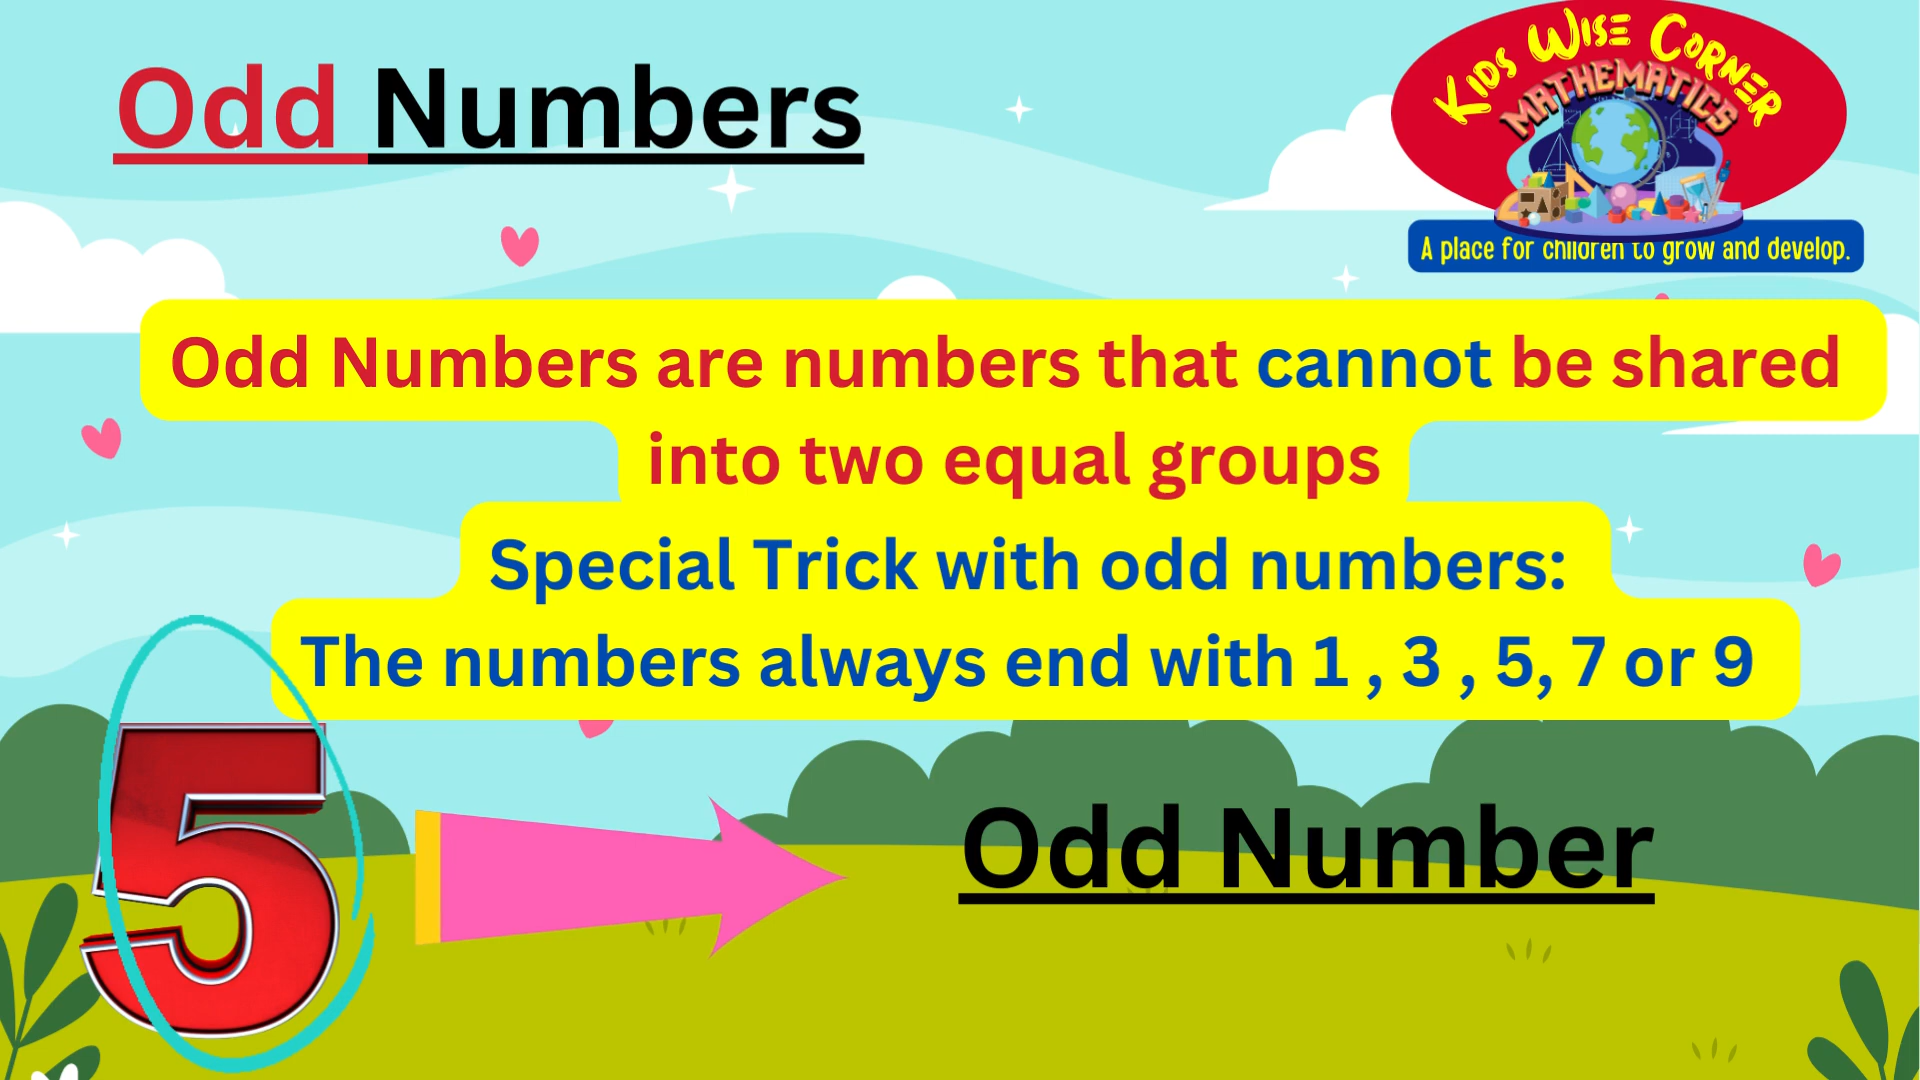 Odd Numbers
Kids Wise Corner
MATHEMATICS
A place for children to grow and develop.
Odd Numbers are numbers that cannot be shared
into two equal groups
Special Trick with odd numbers:
The numbers always end with 1 , 3 , 5, 7 or 9
5
Odd Number